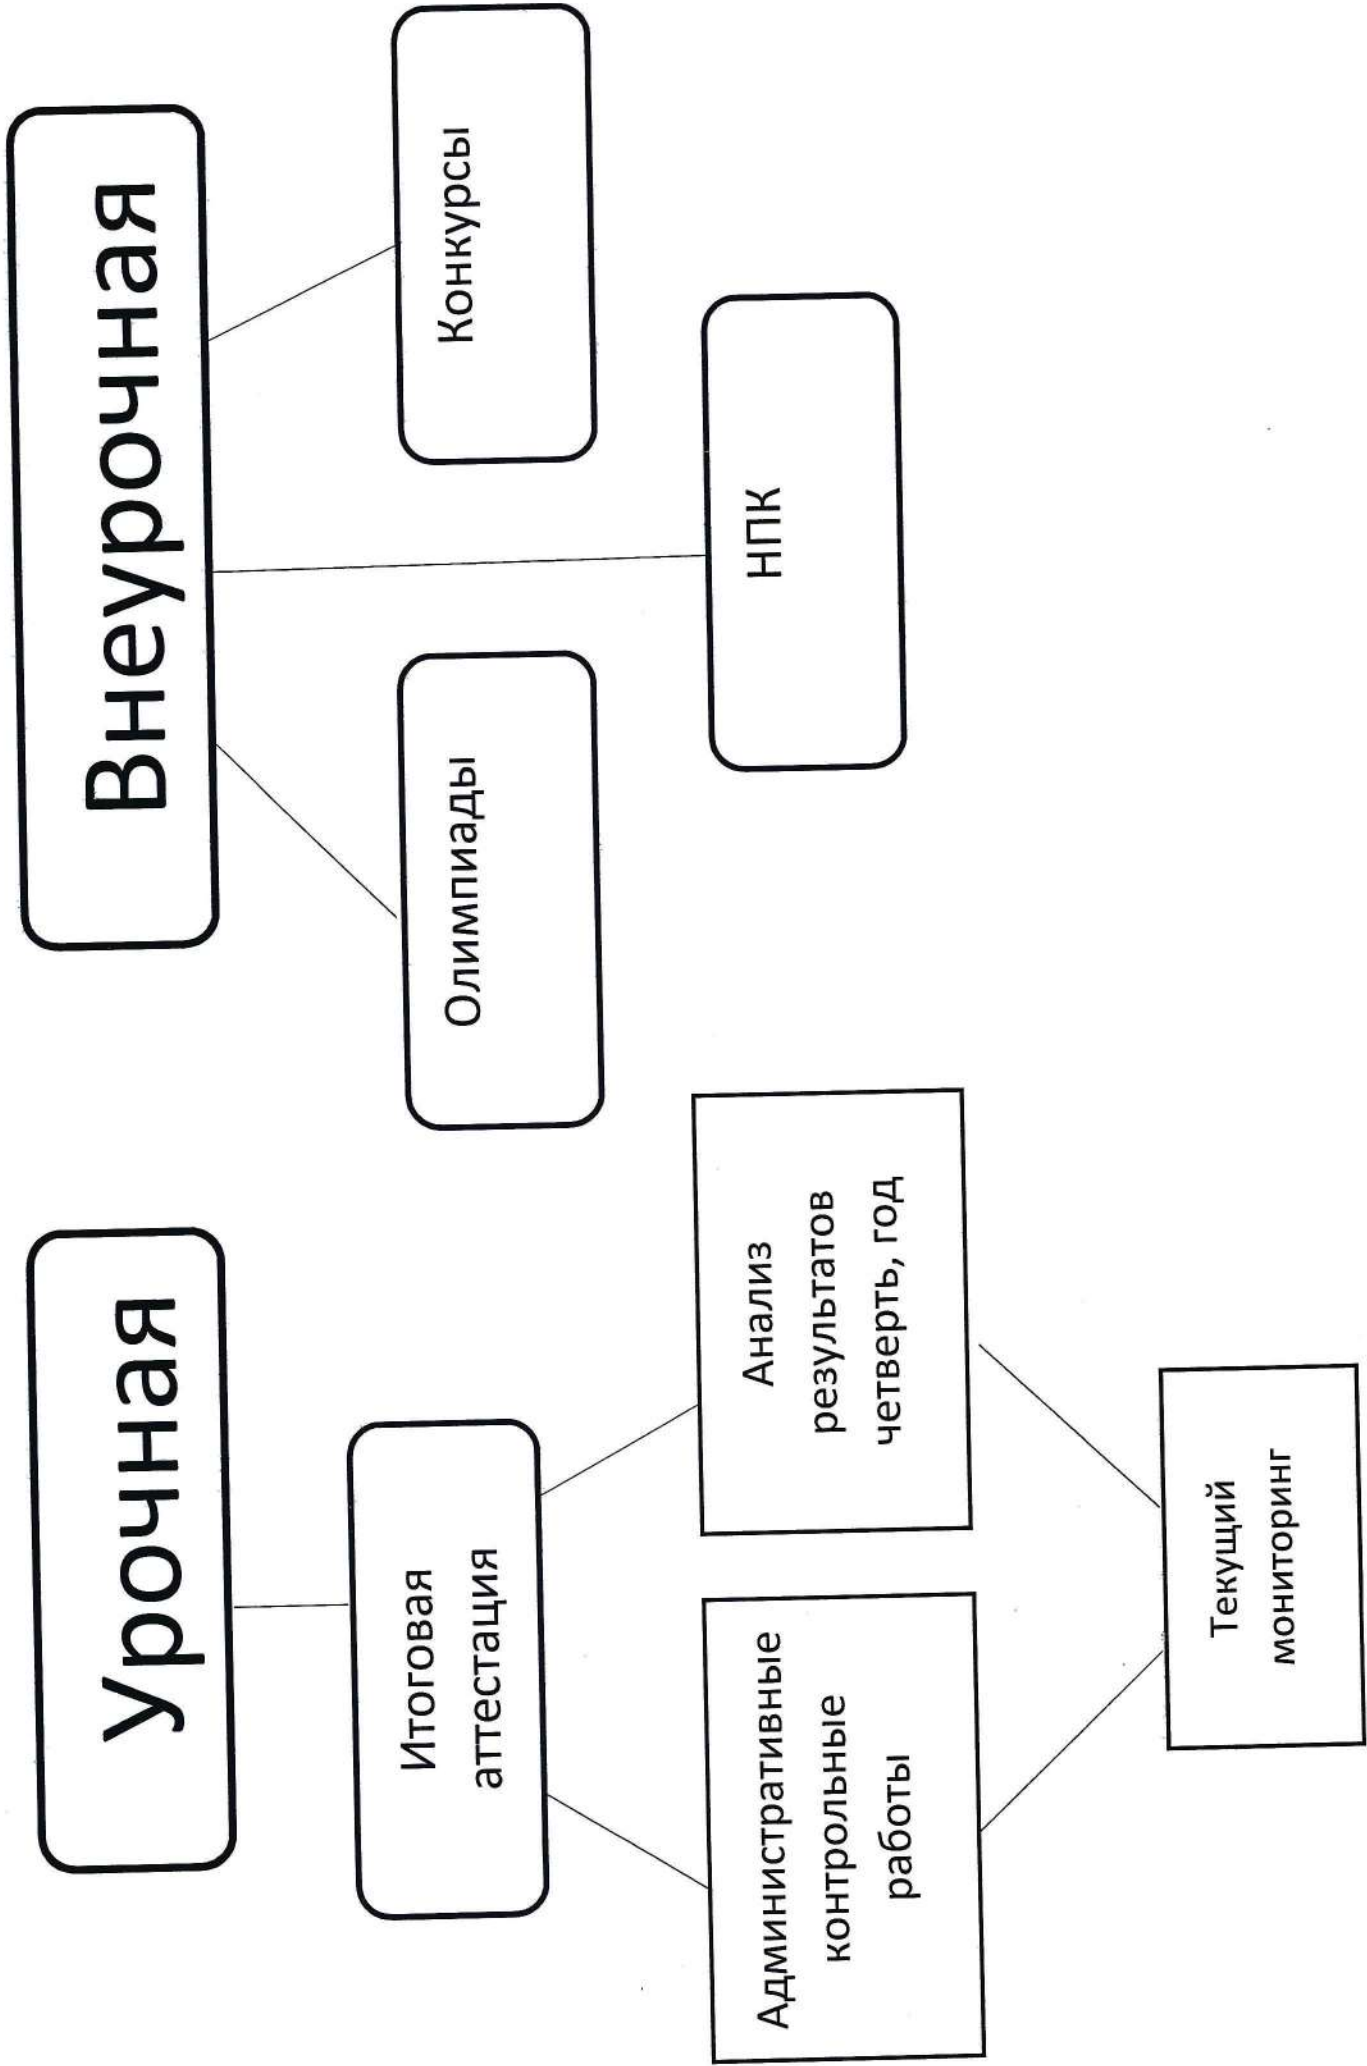 Урочная
Итоговая
аттестация
Административные
контрольные
работы
Анализ
результатов
четверть, год
Текущий
мониторинг
Внеурочная
Олимпиады
Конкурсы
НПК